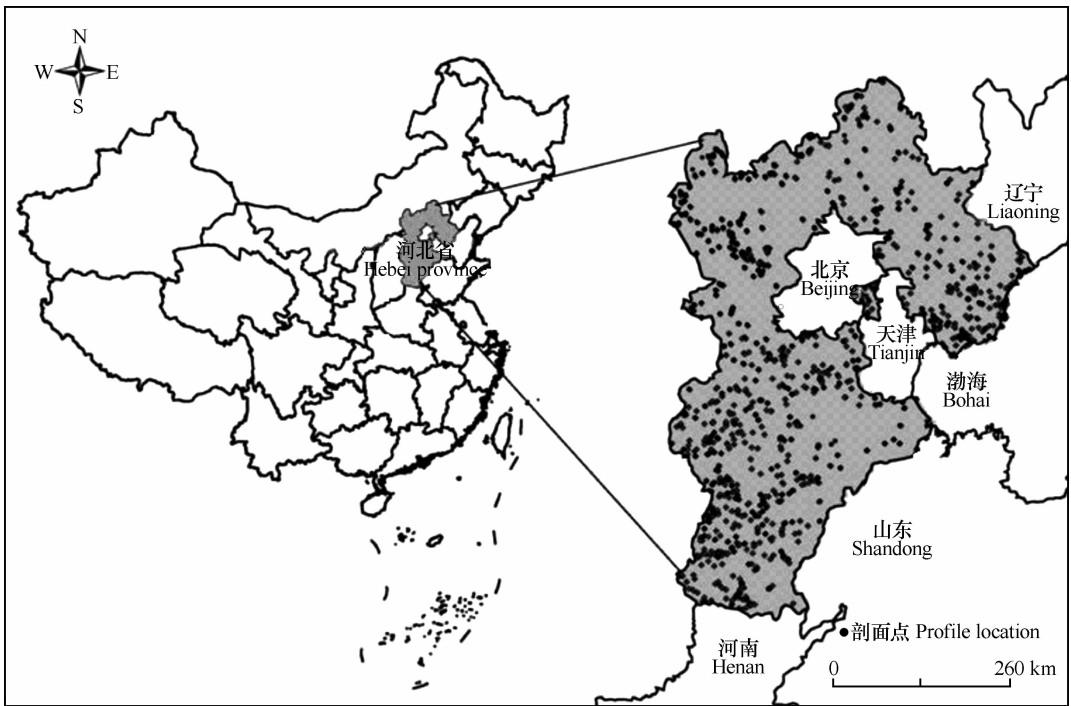 N
W
E
S
河北省
Hebei province
辽宁
Liaoning
北京
Beijing
天津
Tianjin
渤海
Bohai
山东
Shandong
河南
Henan
剖面点 Profile location
0
260 km